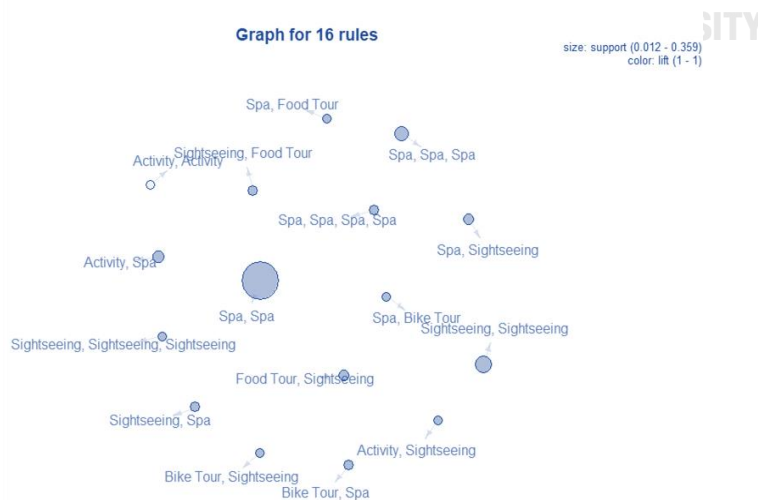 SITY
Graph for 16 rules
size: support (0.012 - 0.359)
color: lift (1 - 1)
Spa, Food Tour
Sightseeing, Food Tour
Activity, Activity
Spa, Spa, Spa
Spa, Spa, Spa, Spa
Spa, Sightseeing
Activity, Spa
Spa, Spa
Spa, Bike Tour
Sightseeing, Sightseeing
Sightseeing, Sightseeing, Sightseeing
Food Tour, Sightseeing
Sightseeing, Spa
Activity, Sightseeing
Bike Tour, Sightseeing
Bike Tour, Spa